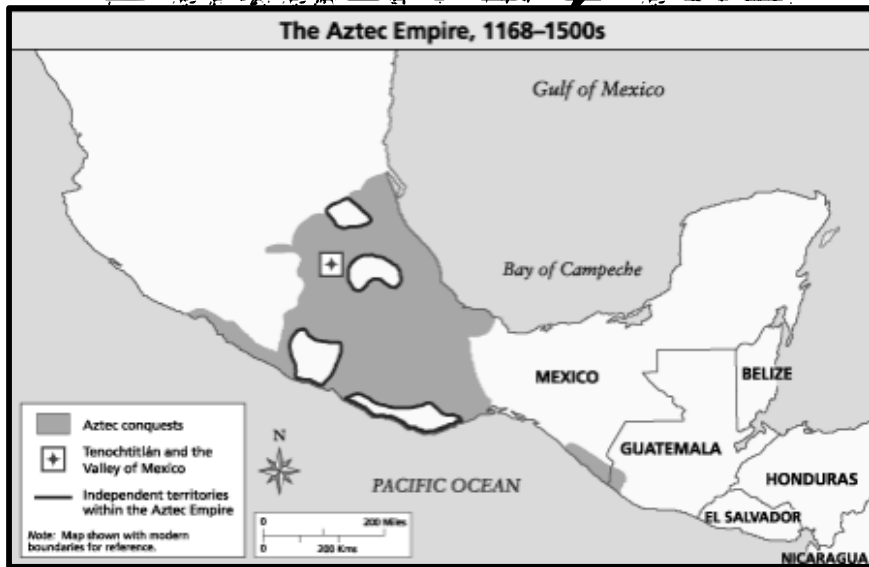 The Aztec Empire, 1168–1500s
Gulf of Mexico
Bay of Campeche
MEXICO
BELIZE
GUATEMALA
HONDURAS
EL SALVADOR
NICARAGUA
PACIFIC OCEAN
N
0 200 Miles
0 200 Kms
Aztec conquests
Tenochtitlán and the
Valley of Mexico
Independent territories
within the Aztec Empire
Note: Map shown with modern
boundaries for reference.